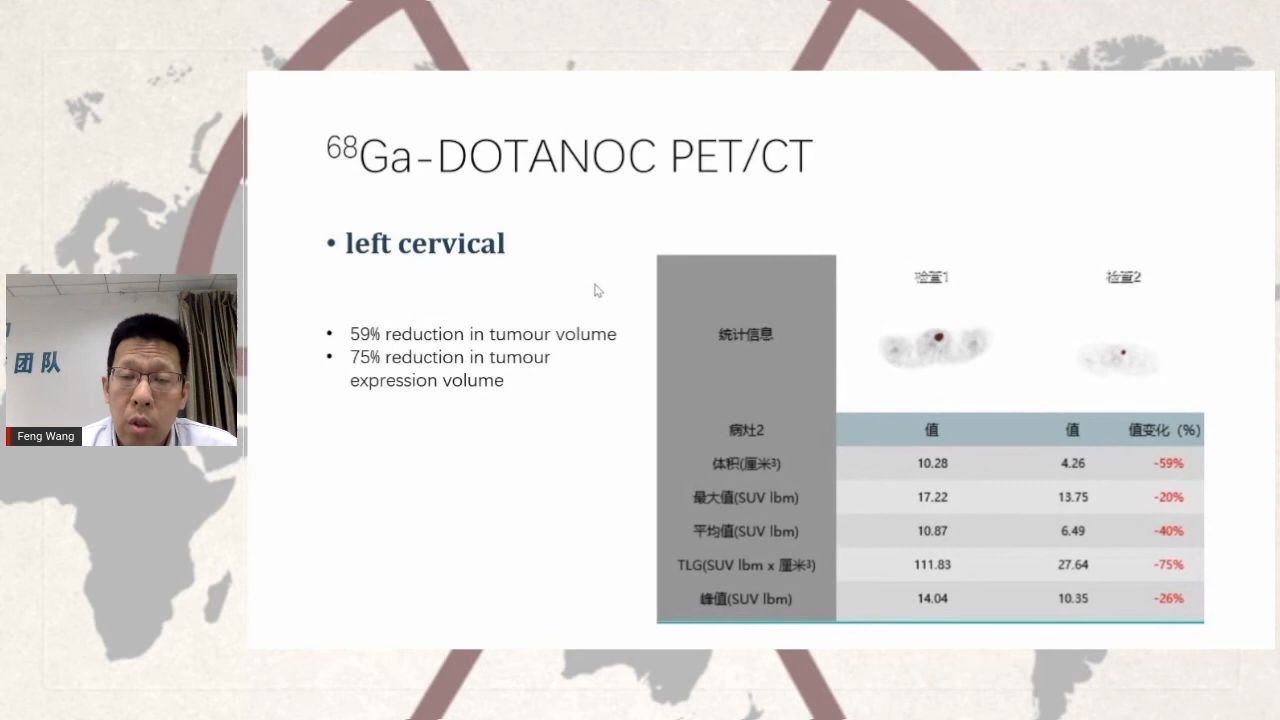 ⁶⁸Ga-DOTANOC PET/CT
• left cervical
• 59% reduction in tumour volume
• 75% reduction in tumour
expression volume
检查1 检查2
统计信息
病灶2 值 值 值变化（%）
体积(厘米³) 10.28 4.26 -59%
最大值(SUV lbm) 17.22 13.75 -20%
平均值(SUV lbm) 10.87 6.49 -40%
TLG(SUV lbm x 厘米³) 111.83 27.64 -75%
峰值(SUV lbm) 14.04 10.35 -26%
团队
Feng Wang